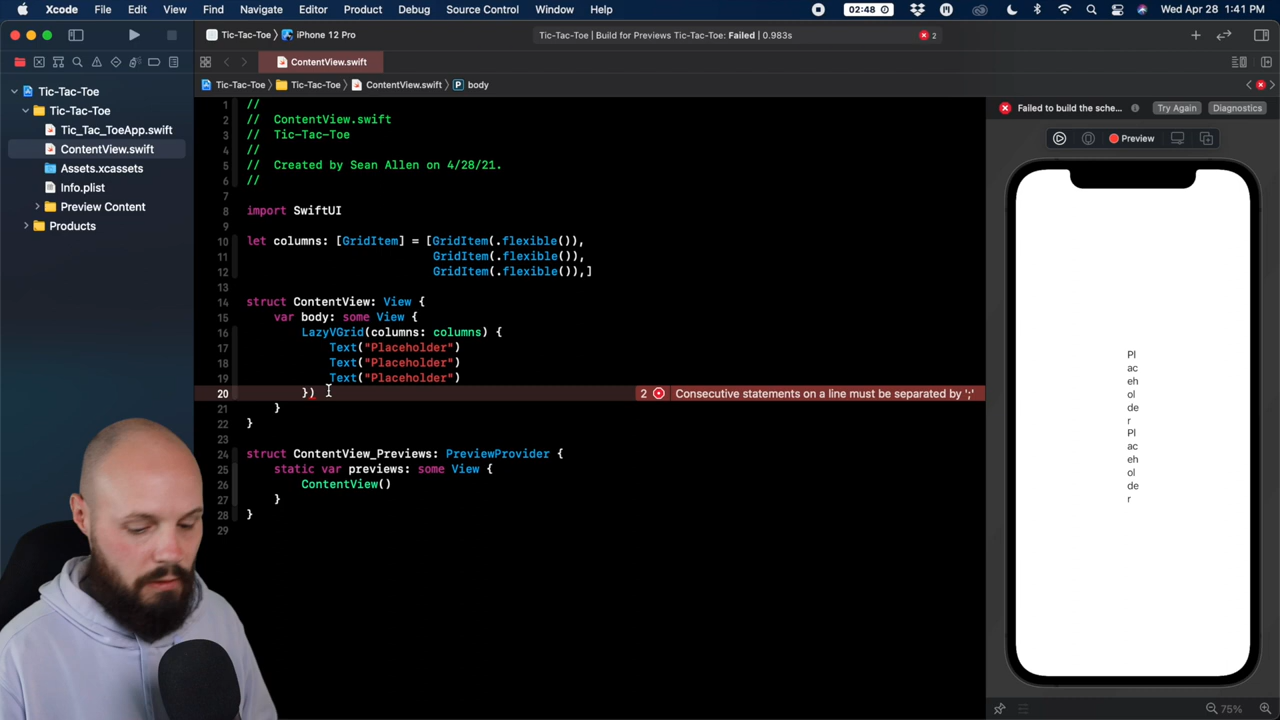 Xcode File Edit View Find Navigate Editor Product Debug Source Control Window Help 02:48 Wed Apr 28 1:41 PM
Tic-Tac-Toe iPhone 12 Pro Tic-Tac-Toe | Build for Previews Tic-Tac-Toe: Failed | 0.983s 2
ContentView.swift
Tic-Tac-Toe Tic-Tac-Toe ContentView.swift P body
Tic-Tac-Toe
Tic-Tac-Toe
Tic_Tac_ToeApp.swift
ContentView.swift
Assets.xcassets
Info.plist
Preview Content
Products
1 //
2 // ContentView.swift
3 // Tic-Tac-Toe
4 //
5 // Created by Sean Allen on 4/28/21.
6 //
7
8 import SwiftUI
9
10 let columns: [GridItem] = [GridItem(.flexible()),
11 GridItem(.flexible()),
12 GridItem(.flexible()),]
13
14 struct ContentView: View {
15 var body: some View {
16 LazyVGrid(columns: columns) {
17 Text("Placeholder")
18 Text("Placeholder")
19 Text("Placeholder")
20 }) 2 Consecutive statements on a line must be separated by ';'
21 }
22 }
23
24 struct ContentView_Previews: PreviewProvider {
25 static var previews: some View {
26 ContentView()
27 }
28 }
29
Failed to build the sche... Try Again Diagnostics
Preview
Pl
ac
eh
ol
de
r
Pl
ac
eh
ol
de
r
75%